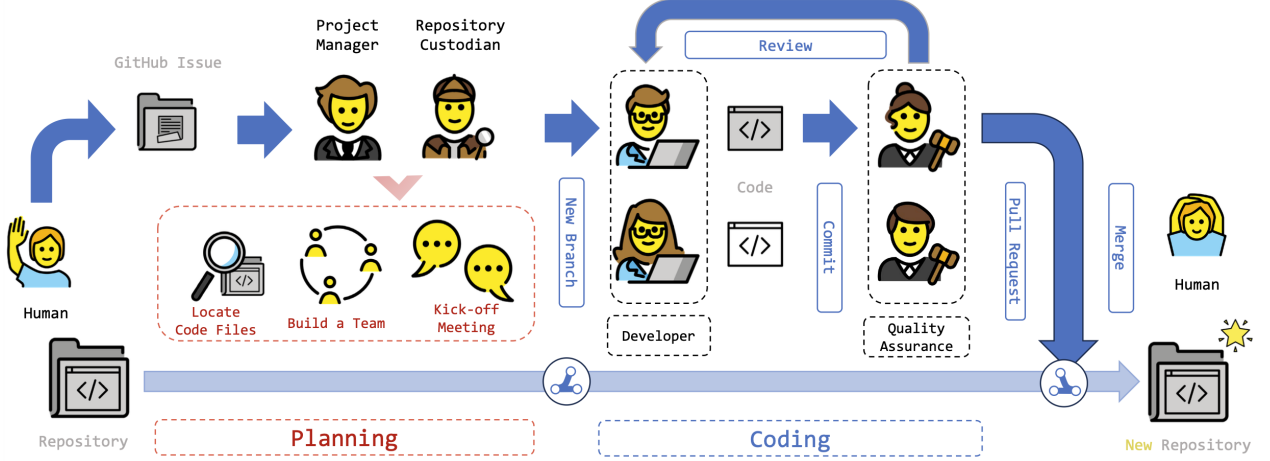 Project
Manager
Repository
Custodian
GitHub Issue
Review
</>
Code
</>
New Branch
Commit
Pull Request
Merge
Human
Locate
Code Files
</>
Build a Team
Kick-off
Meeting
Developer
Quality
Assurance
Human
</>
Repository
</>
New Repository
Planning
Coding